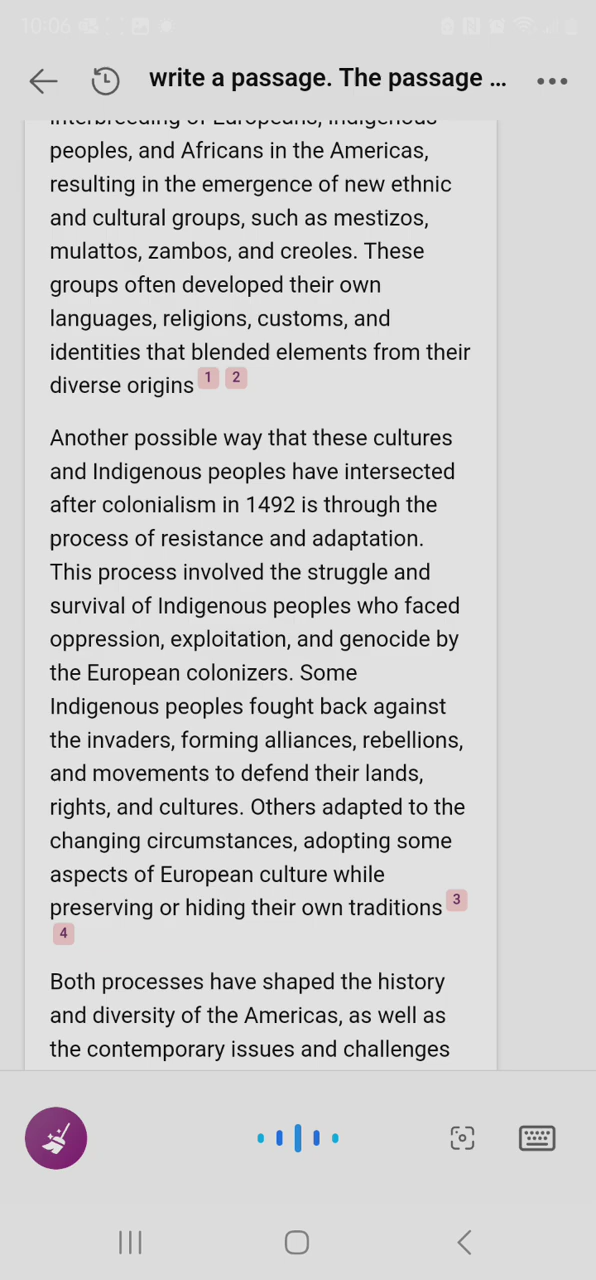 10:06
write a passage. The passage ...
interbreeding of Europeans, Indigenous
peoples, and Africans in the Americas,
resulting in the emergence of new ethnic
and cultural groups, such as mestizos,
mulattos, zambos, and creoles. These
groups often developed their own
languages, religions, customs, and
identities that blended elements from their
diverse origins 1 2
Another possible way that these cultures
and Indigenous peoples have intersected
after colonialism in 1492 is through the
process of resistance and adaptation.
This process involved the struggle and
survival of Indigenous peoples who faced
oppression, exploitation, and genocide by
the European colonizers. Some
Indigenous peoples fought back against
the invaders, forming alliances, rebellions,
and movements to defend their lands,
rights, and cultures. Others adapted to the
changing circumstances, adopting some
aspects of European culture while
preserving or hiding their own traditions 3
4
Both processes have shaped the history
and diversity of the Americas, as well as
the contemporary issues and challenges